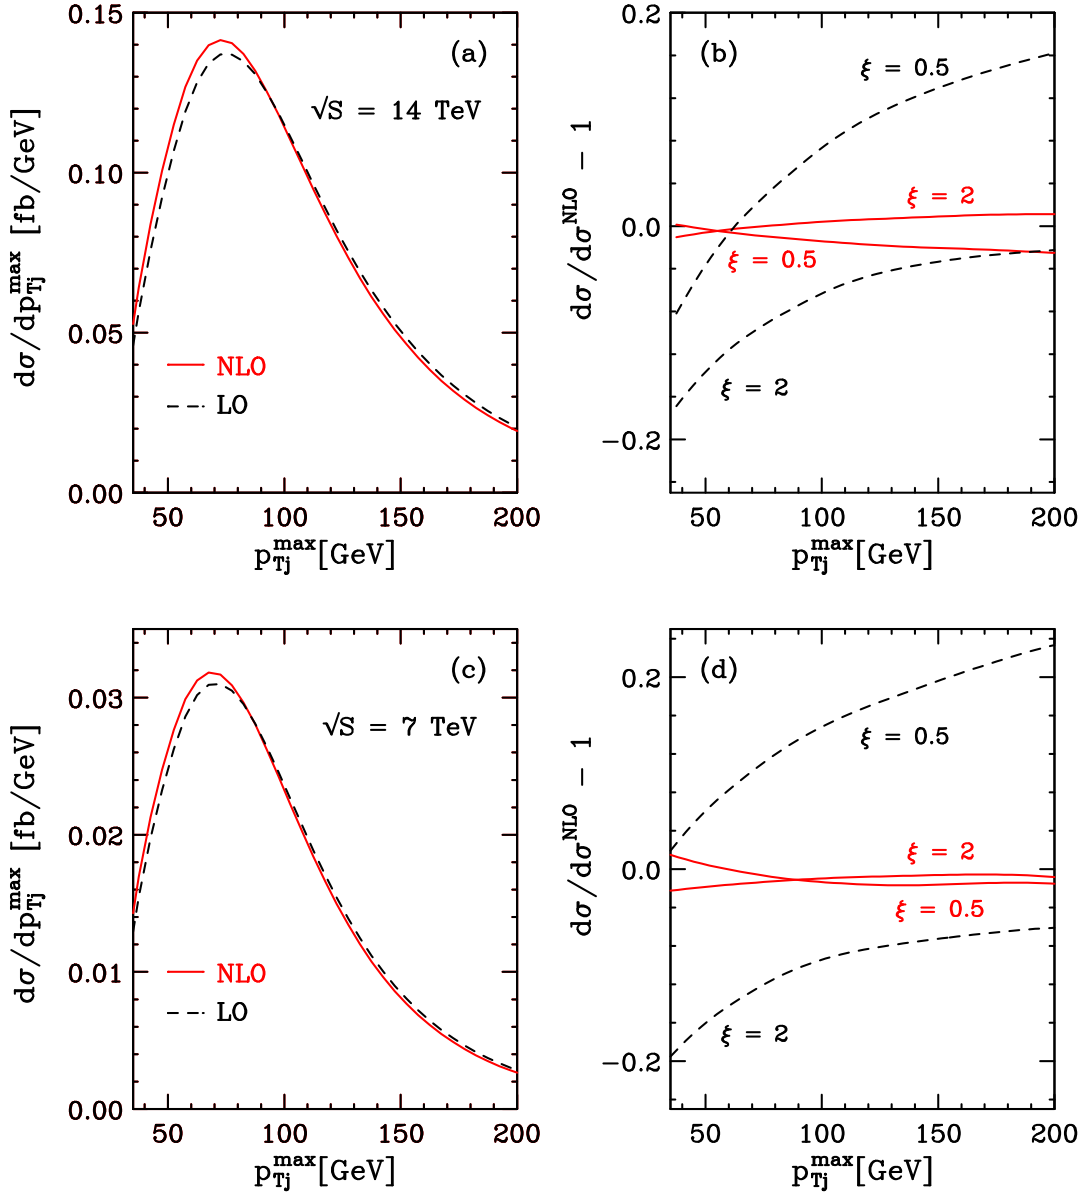 0.15
0.10
0.05
0.00
dσ/dp_Tj^max [fb/GeV]
(a)
√S = 14 TeV
NLO
LO
50 100 150 200
p_Tj^max[GeV]
0.2
0.0
−0.2
dσ/dσ^NLO − 1
(b)
ξ = 0.5
ξ = 2
ξ = 0.5
ξ = 2
50 100 150 200
p_Tj^max[GeV]
0.03
0.02
0.01
0.00
dσ/dp_Tj^max [fb/GeV]
(c)
√S = 7 TeV
NLO
LO
50 100 150 200
p_Tj^max[GeV]
0.2
0.0
−0.2
dσ/dσ^NLO − 1
(d)
ξ = 0.5
ξ = 2
ξ = 0.5
ξ = 2
50 100 150 200
p_Tj^max[GeV]